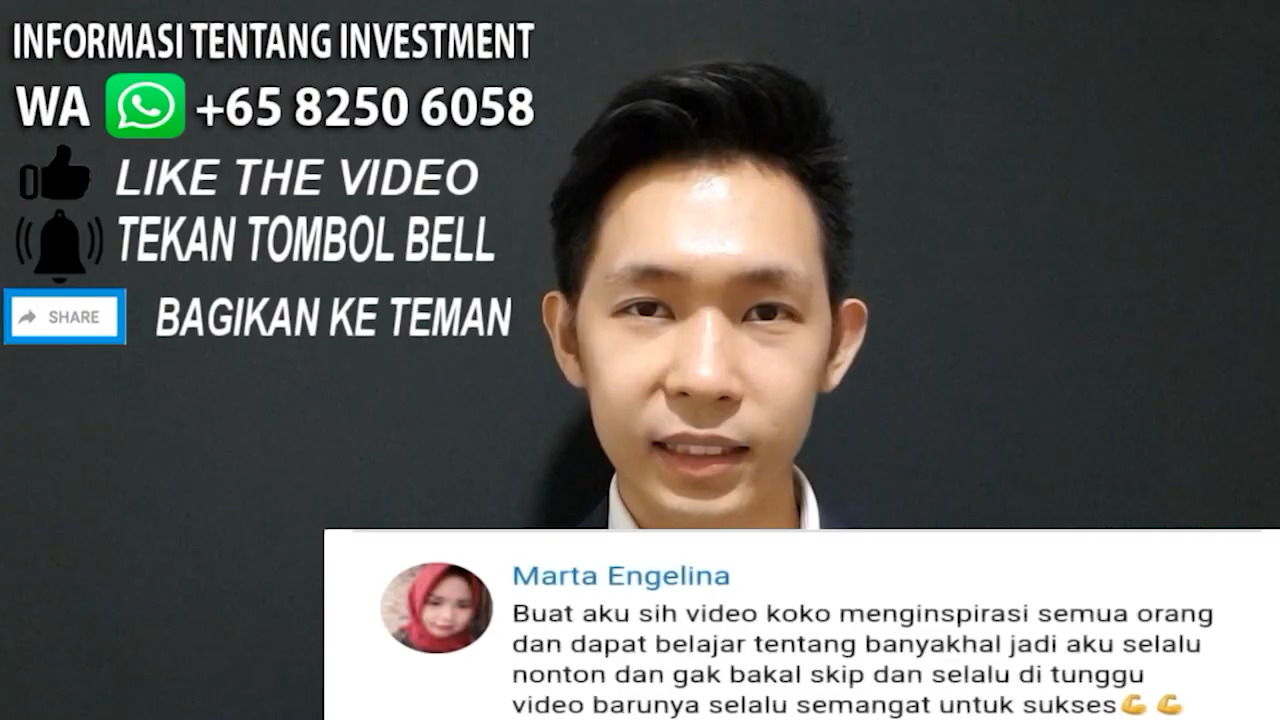 INFORMASI TENTANG INVESTMENT
WA +65 8250 6058
LIKE THE VIDEO
TEKAN TOMBOL BELL
SHARE BAGIKAN KE TEMAN
Marta Engelina
Buat aku sih video koko menginspirasi semua orang
dan dapat belajar tentang banyakhal jadi aku selalu
nonton dan gak bakal skip dan selalu di tunggu
video barunya selalu semangat untuk sukses💪 💪